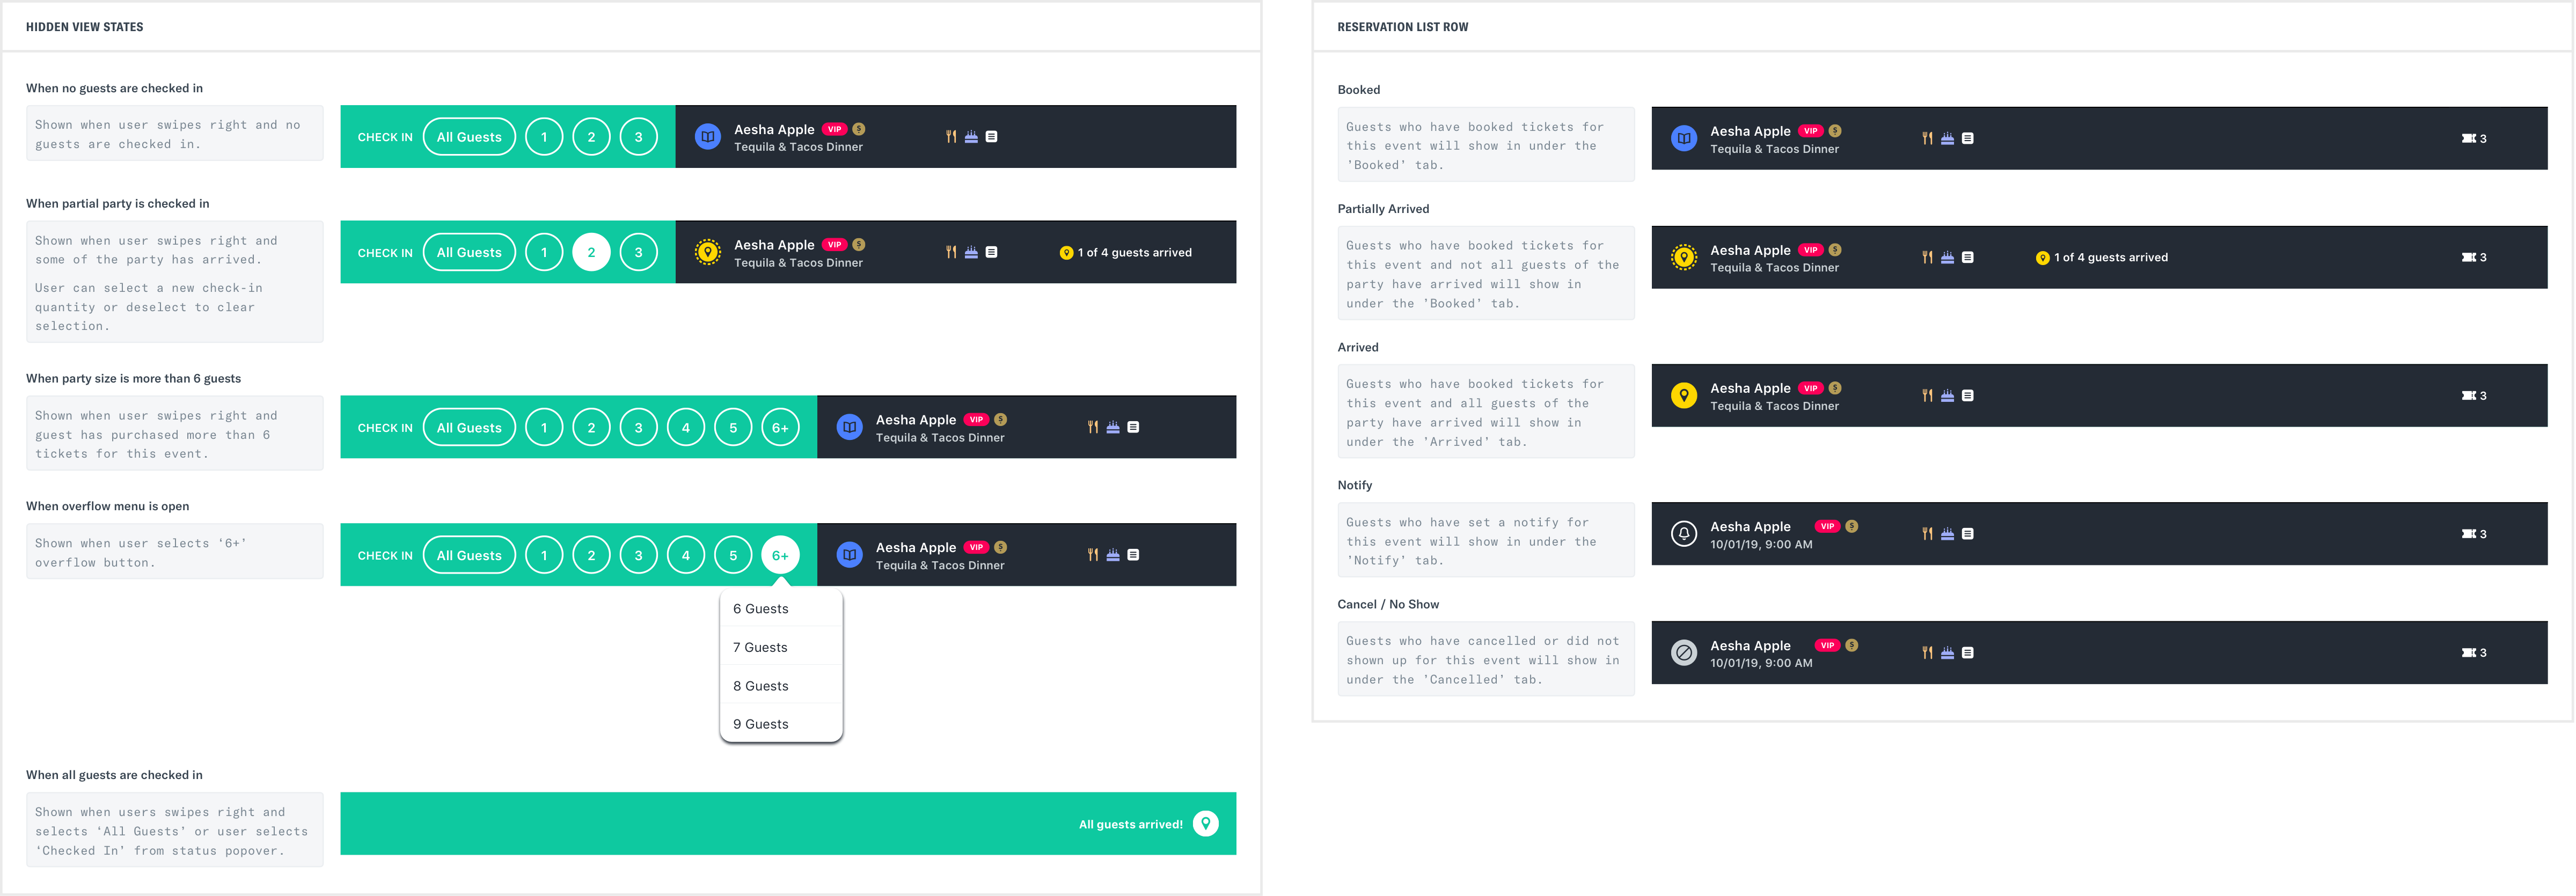 HIDDEN VIEW STATES
When no guests are checked in
Shown when user swipes right and no
guests are checked in.
CHECK IN All Guests 1 2 3
Aesha Apple VIP $
Tequila & Tacos Dinner
When partial party is checked in
Shown when user swipes right and
some of the party has arrived.
User can select a new check-in
quantity or deselect to clear
selection.
CHECK IN All Guests 1 2 3
Aesha Apple VIP $
Tequila & Tacos Dinner
1 of 4 guests arrived
When party size is more than 6 guests
Shown when user swipes right and
guest has purchased more than 6
tickets for this event.
CHECK IN All Guests 1 2 3 4 5 6+
Aesha Apple VIP $
Tequila & Tacos Dinner
When overflow menu is open
Shown when user selects ‘6+’
overflow button.
CHECK IN All Guests 1 2 3 4 5 6+
Aesha Apple VIP $
Tequila & Tacos Dinner
6 Guests
7 Guests
8 Guests
9 Guests
When all guests are checked in
Shown when users swipes right and
selects ‘All Guests’ or user selects
‘Checked In’ from status popover.
All guests arrived!
RESERVATION LIST ROW
Booked
Guests who have booked tickets for
this event will show in under the
'Booked’ tab.
Aesha Apple VIP $
Tequila & Tacos Dinner
3
Partially Arrived
Guests who have booked tickets for
this event and not all guests of the
party have arrived will show in
under the 'Booked’ tab.
Aesha Apple VIP $
Tequila & Tacos Dinner
1 of 4 guests arrived
3
Arrived
Guests who have booked tickets for
this event and all guests of the
party have arrived will show in
under the 'Arrived’ tab.
Aesha Apple VIP $
Tequila & Tacos Dinner
3
Notify
Guests who have set a notify for
this event will show in under the
'Notify’ tab.
Aesha Apple VIP $
10/01/19, 9:00 AM
3
Cancel / No Show
Guests who have cancelled or did not
shown up for this event will show in
under the 'Cancelled’ tab.
Aesha Apple VIP $
10/01/19, 9:00 AM
3